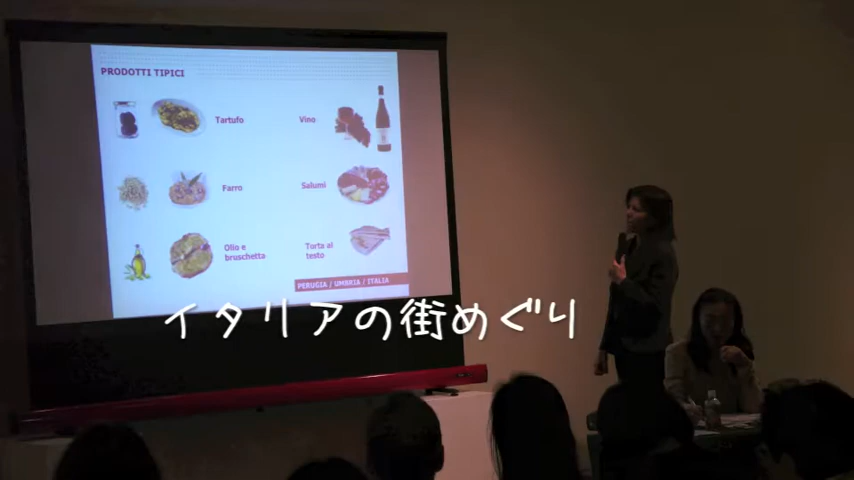 PRODOTTI TIPICI
Tartufo
Vino
Farro
Salumi
Olio e
bruschetta
Torta al
testo
PERUGIA / UMBRIA / ITALIA
イタリアの街めぐり